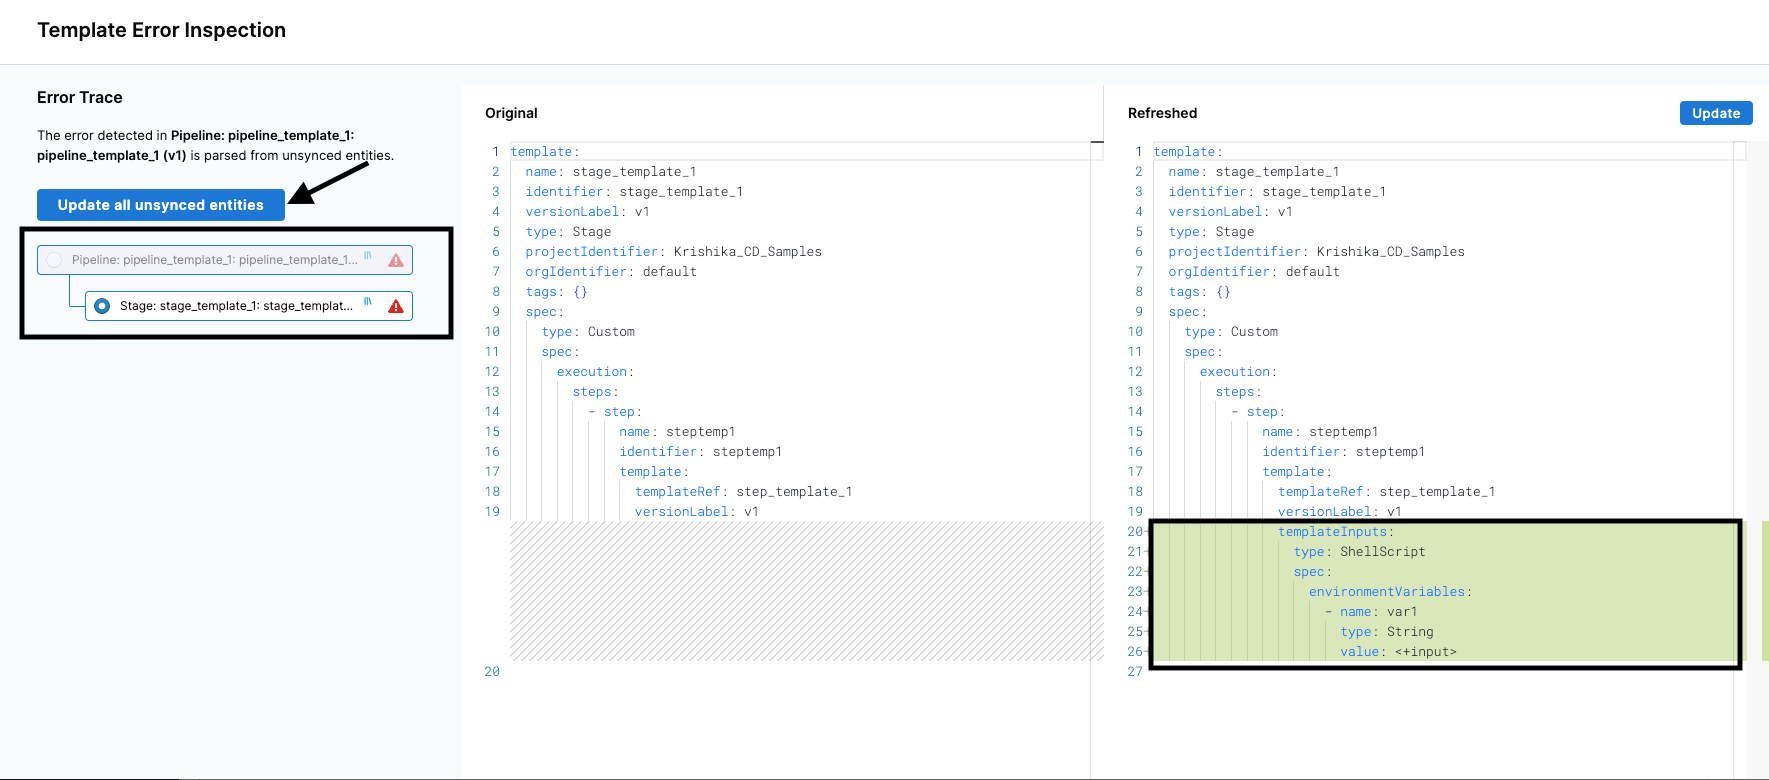 Template Error Inspection
Error Trace
The error detected in Pipeline: pipeline_template_1:
pipeline_template_1 (v1) is parsed from unsynced entities.
Update all unsynced entities
Pipeline: pipeline_template_1: pipeline_template_1...
Stage: stage_template_1: stage_templat...
Original
1 template:
2 name: stage_template_1
3 identifier: stage_template_1
4 versionLabel: v1
5 type: Stage
6 projectIdentifier: Krishika_CD_Samples
7 orgIdentifier: default
8 tags: {}
9 spec:
10 type: Custom
11 spec:
12 execution:
13 steps:
14 - step:
15 name: steptemp1
16 identifier: steptemp1
17 template:
18 templateRef: step_template_1
19 versionLabel: v1
20
Refreshed
Update
1 template:
2 name: stage_template_1
3 identifier: stage_template_1
4 versionLabel: v1
5 type: Stage
6 projectIdentifier: Krishika_CD_Samples
7 orgIdentifier: default
8 tags: {}
9 spec:
10 type: Custom
11 spec:
12 execution:
13 steps:
14 - step:
15 name: steptemp1
16 identifier: steptemp1
17 template:
18 templateRef: step_template_1
19 versionLabel: v1
20 templateInputs:
21 type: ShellScript
22 spec:
23 environmentVariables:
24 - name: var1
25 type: String
26 value: <+input>
27